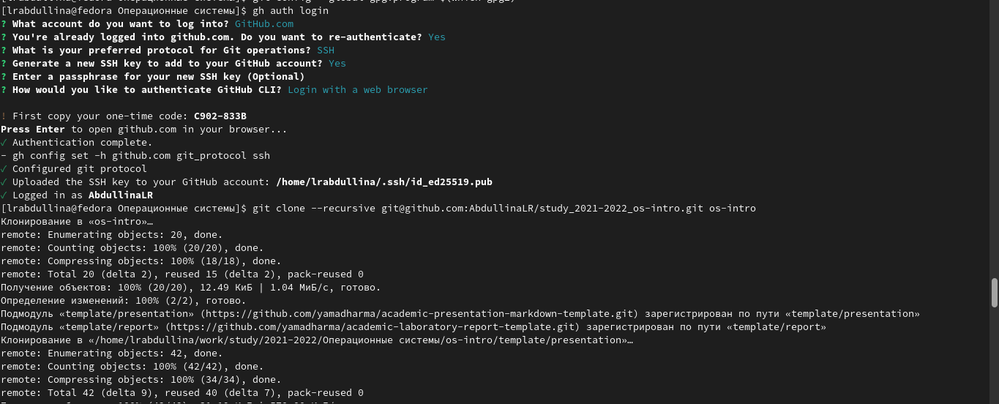 [lrabdullina@fedora Операционные системы]$ gh auth login
? What account do you want to log into? GitHub.com
? You're already logged into github.com. Do you want to re-authenticate? Yes
? What is your preferred protocol for Git operations? SSH
? Generate a new SSH key to add to your GitHub account? Yes
? Enter a passphrase for your new SSH key (Optional)
? How would you like to authenticate GitHub CLI? Login with a web browser
! First copy your one-time code: C902-833B
Press Enter to open github.com in your browser...
✓ Authentication complete.
- gh config set -h github.com git_protocol ssh
✓ Configured git protocol
✓ Uploaded the SSH key to your GitHub account: /home/lrabdullina/.ssh/id_ed25519.pub
✓ Logged in as AbdullinaLR
[lrabdullina@fedora Операционные системы]$ git clone --recursive git@github.com:AbdullinaLR/study_2021-2022_os-intro.git os-intro
Клонирование в «os-intro»…
remote: Enumerating objects: 20, done.
remote: Counting objects: 100% (20/20), done.
remote: Compressing objects: 100% (18/18), done.
remote: Total 20 (delta 2), reused 15 (delta 2), pack-reused 0
Получение объектов: 100% (20/20), 12.49 КиБ | 1.04 МиБ/с, готово.
Определение изменений: 100% (2/2), готово.
Подмодуль «template/presentation» (https://github.com/yamadharma/academic-presentation-markdown-template.git) зарегистрирован по пути «template/presentation»
Подмодуль «template/report» (https://github.com/yamadharma/academic-laboratory-report-template.git) зарегистрирован по пути «template/report»
Клонирование в «/home/lrabdullina/work/study/2021-2022/Операционные системы/os-intro/template/presentation»…
remote: Enumerating objects: 42, done.
remote: Counting objects: 100% (42/42), done.
remote: Compressing objects: 100% (34/34), done.
remote: Total 42 (delta 9), reused 40 (delta 7), pack-reused 0